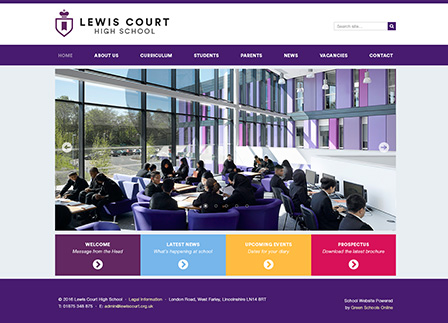 LEWIS COURT
HIGH SCHOOL
Search site...
HOME ABOUT US CURRICULUM STUDENTS PARENTS NEWS VACANCIES CONTACT
WELCOME
Message from the Head
LATEST NEWS
What's happening at school
UPCOMING EVENTS
Dates for your diary
PROSPECTUS
Download the latest brochure
© 2016 Lewis Court High School - Legal Information - London Road, West Farley, Lincolnshire LN14 8RT
T: 01875 548 875 - E: admin@lewiscourt.org.uk
School Website Powered
by Green Schools Online